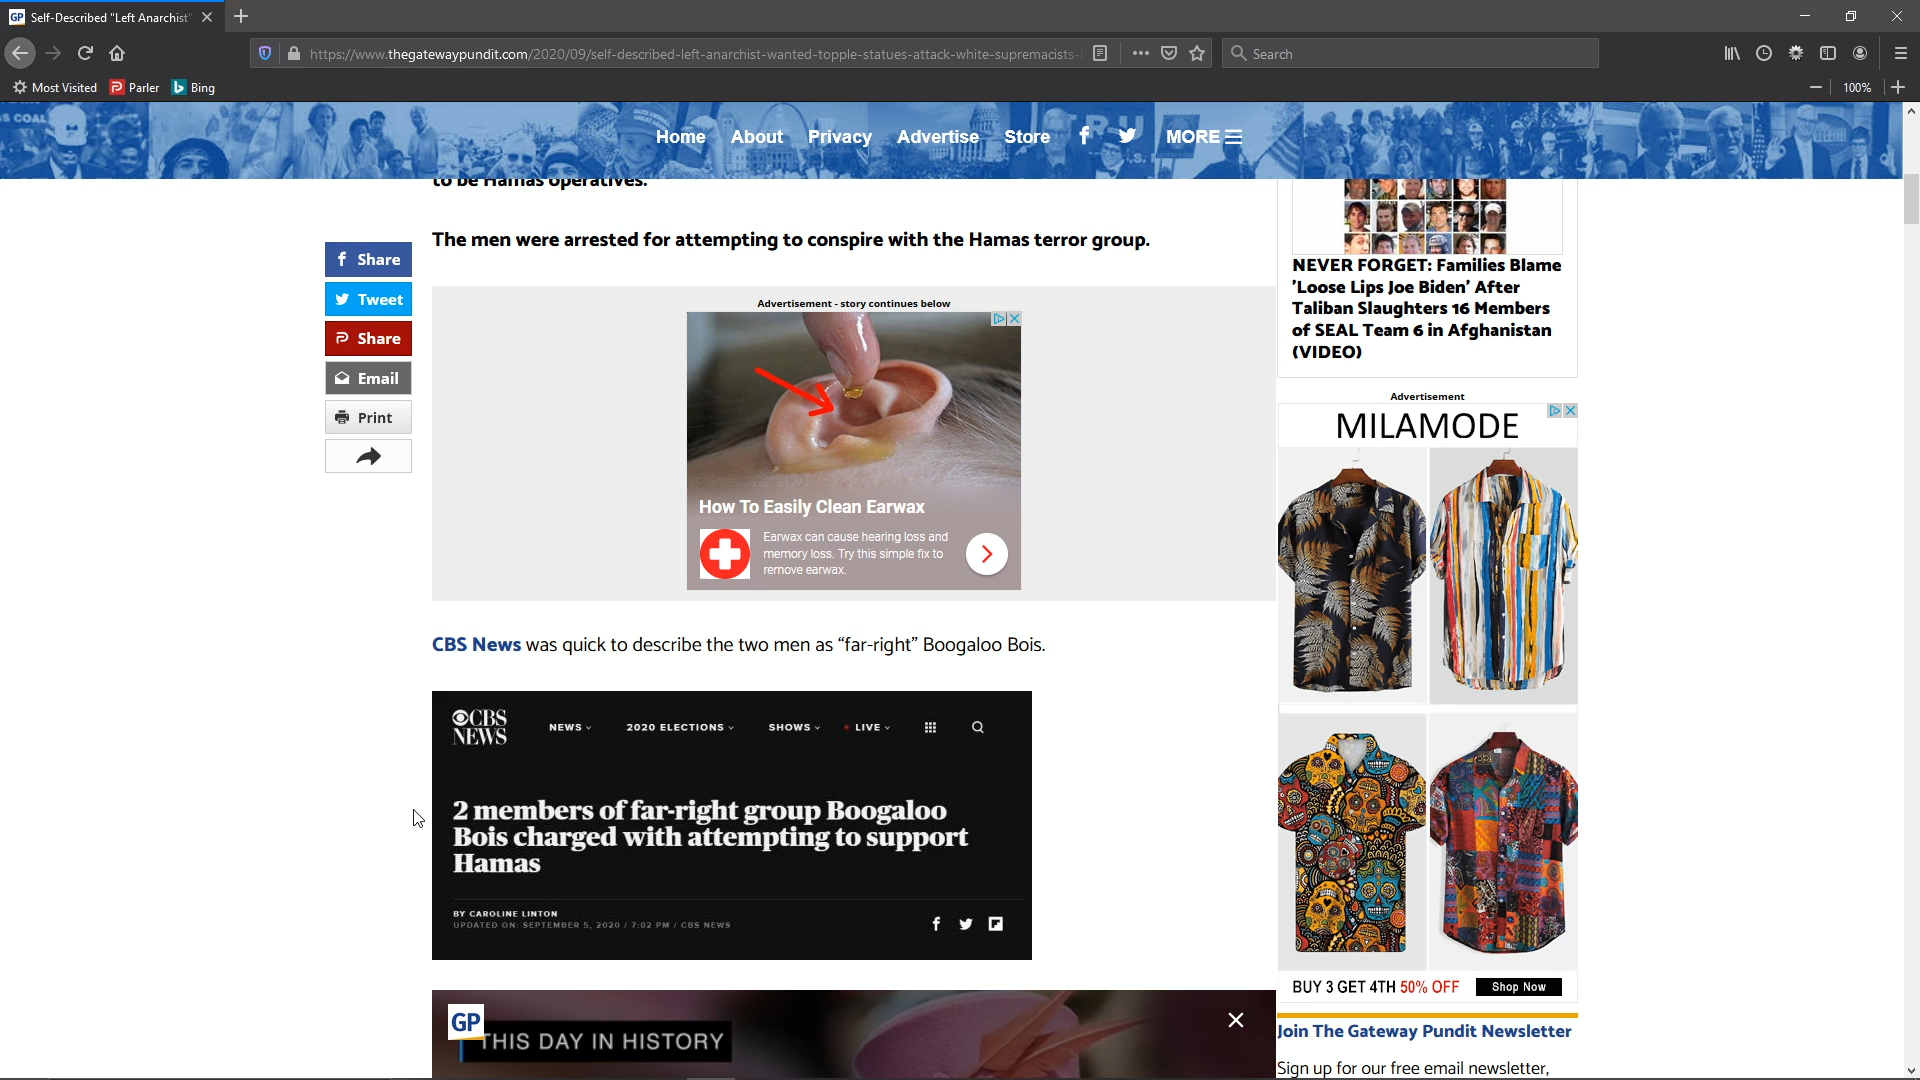 GP Self-Described "Left Anarchist"
https://www.thegatewaypundit.com/2020/09/self-described-left-anarchist-wanted-topple-statues-attack-white-supremacists-
Search
Most Visited Parler Bing
100%
S COAL
Home About Privacy Advertise Store f MORE
to be Hamas operatives.
The men were arrested for attempting to conspire with the Hamas terror group.
f Share
Tweet
Share
Email
Print
Advertisement - story continues below
How To Easily Clean Earwax
Earwax can cause hearing loss and
memory loss. Try this simple fix to
remove earwax.
CBS News was quick to describe the two men as “far-right” Boogaloo Bois.
CBS NEWS
NEWS 2020 ELECTIONS SHOWS LIVE
2 members of far-right group Boogaloo
Bois charged with attempting to support
Hamas
BY CAROLINE LINTON
UPDATED ON: SEPTEMBER 5, 2020 / 7:02 PM / CBS NEWS
GP
THIS DAY IN HISTORY
NEVER FORGET: Families Blame
'Loose Lips Joe Biden' After
Taliban Slaughters 16 Members
of SEAL Team 6 in Afghanistan
(VIDEO)
Advertisement
MILAMODE
BUY 3 GET 4TH 50% OFF Shop Now
Join The Gateway Pundit Newsletter
Sign up for our free email newsletter,